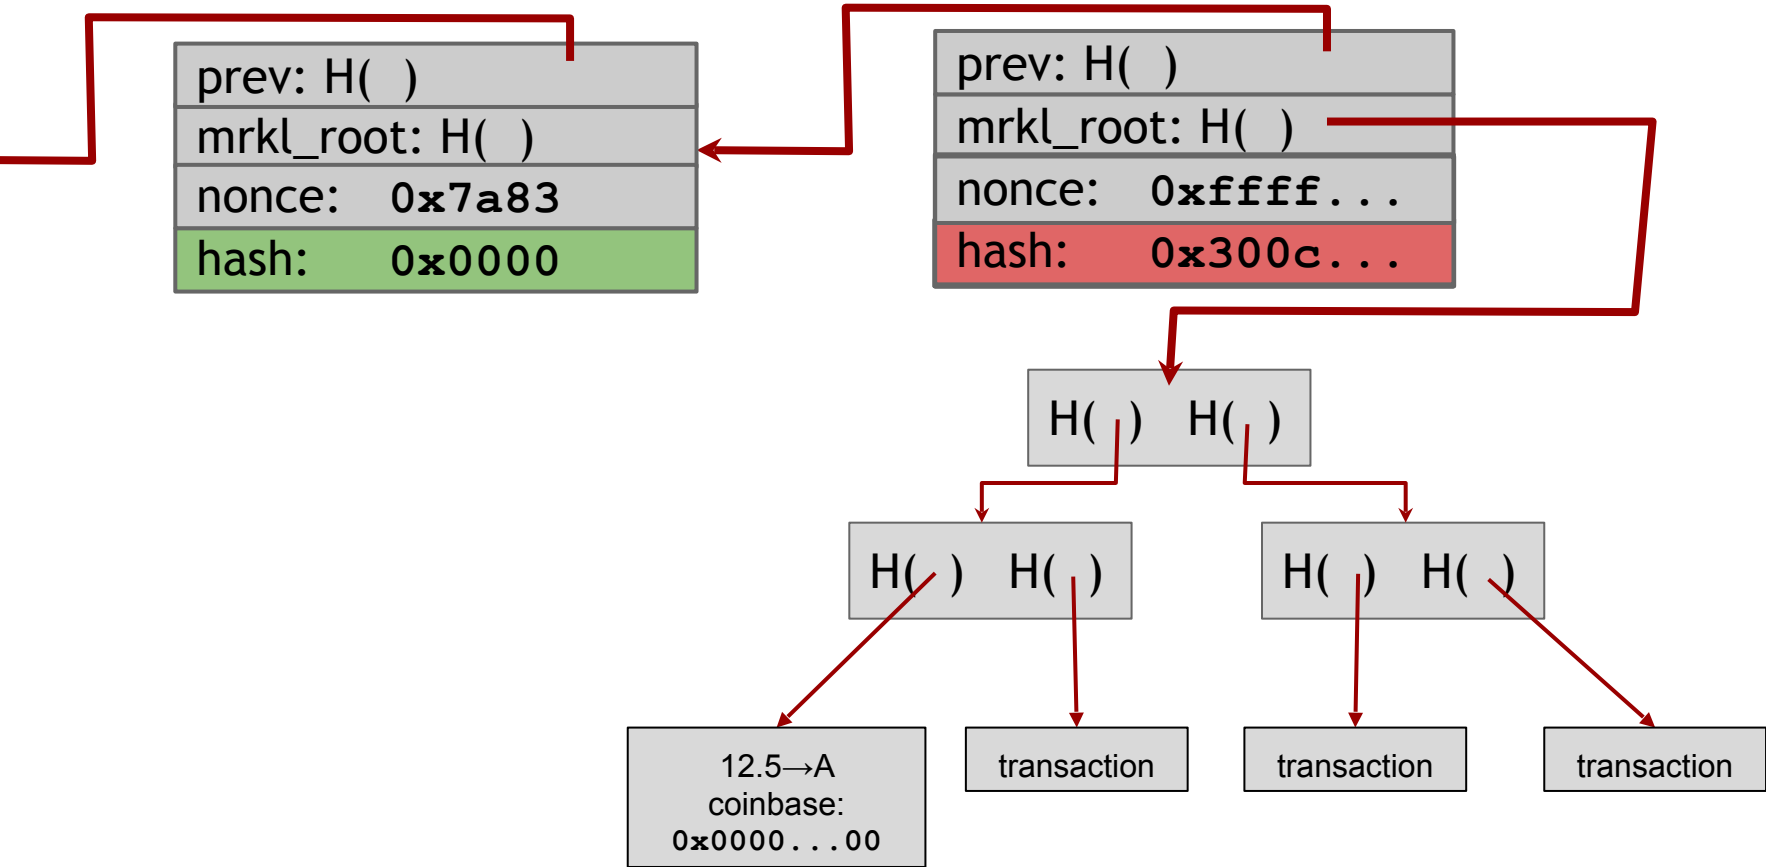 prev: H( )
mrkl_root: H( )
nonce: 0x7a83
hash: 0x0000
prev: H( )
mrkl_root: H( )
nonce: 0xffff...
hash: 0x300c...
H( ) H( )
H( ) H( )
H( ) H( )
12.5→A
coinbase:
0x0000...00
transaction
transaction
transaction